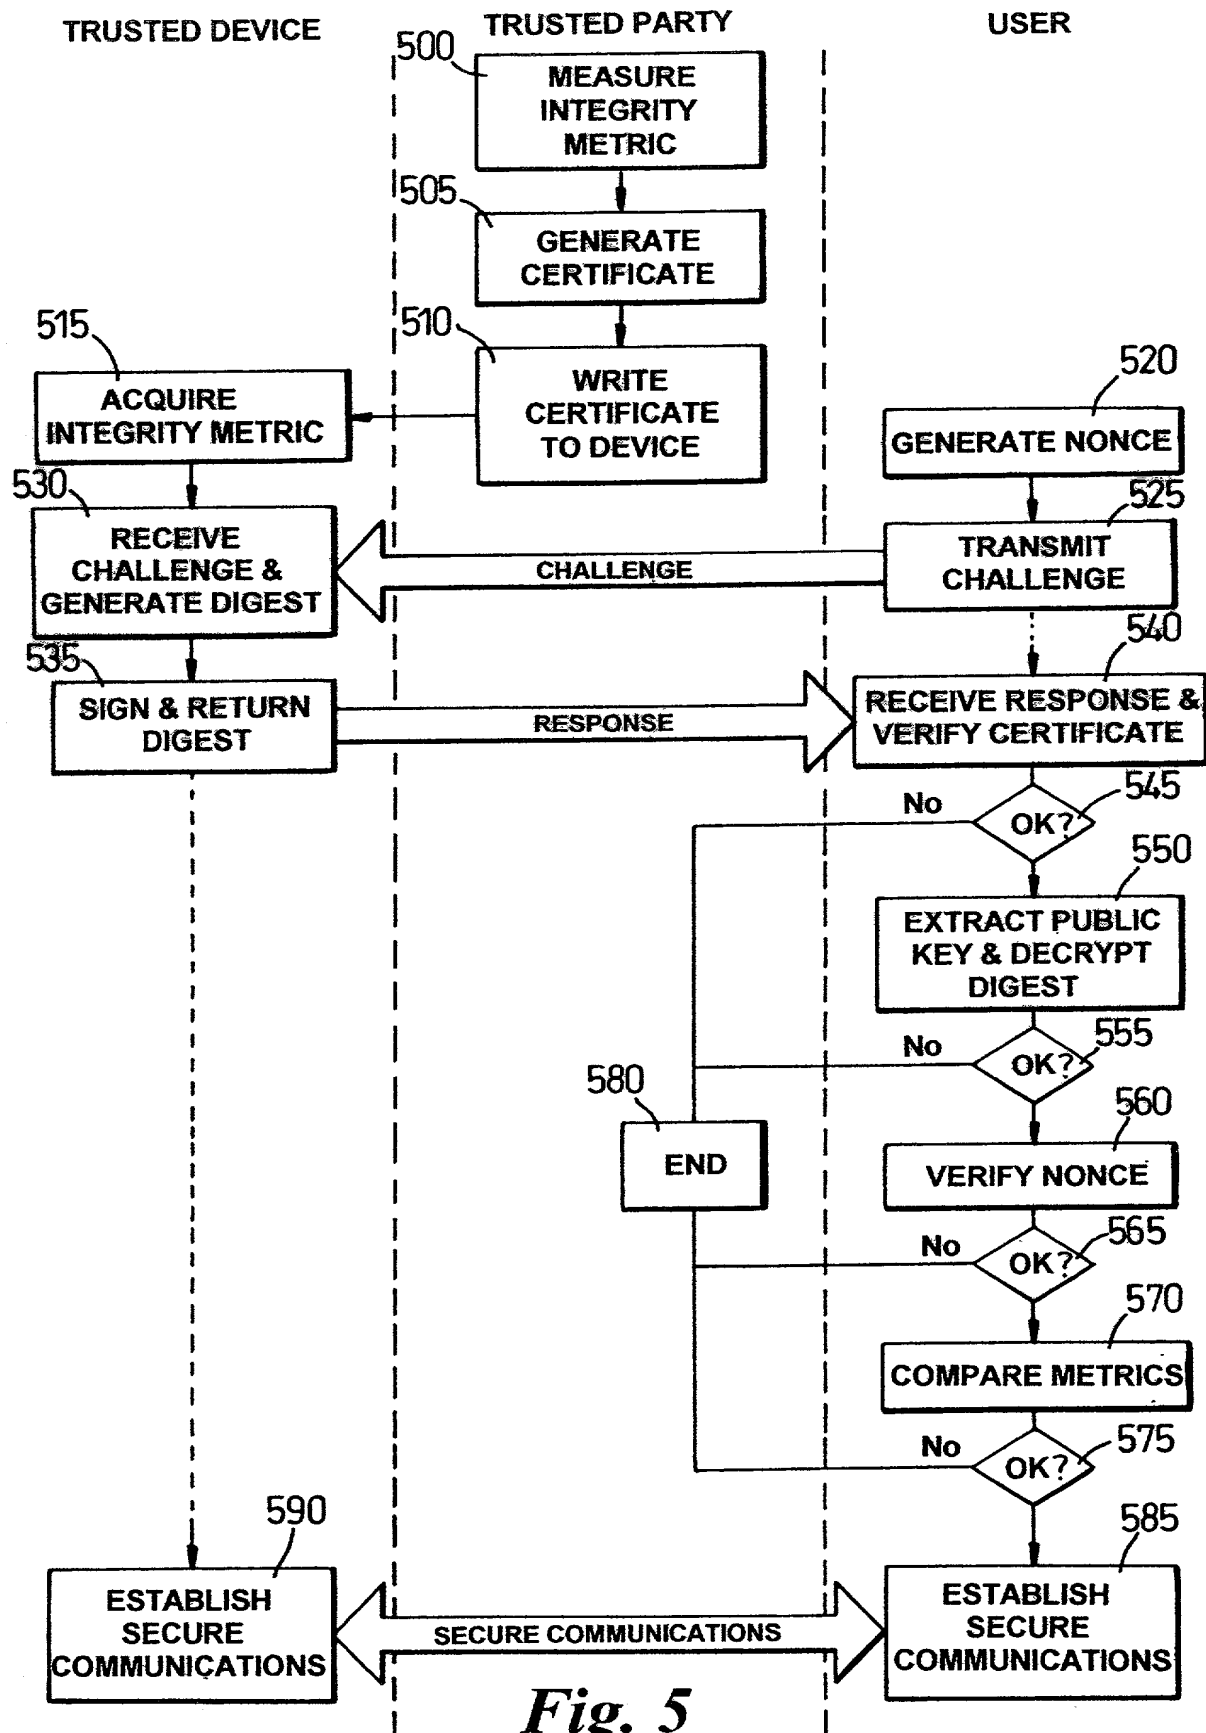 TRUSTED DEVICE
TRUSTED PARTY
USER
500
MEASURE
INTEGRITY
METRIC
505
GENERATE
CERTIFICATE
510
WRITE
CERTIFICATE
TO DEVICE
515
ACQUIRE
INTEGRITY METRIC
520
GENERATE NONCE
525
TRANSMIT
CHALLENGE
CHALLENGE
530
RECEIVE
CHALLENGE &
GENERATE DIGEST
535
SIGN & RETURN
DIGEST
RESPONSE
540
RECEIVE RESPONSE &
VERIFY CERTIFICATE
545
OK?
No
550
EXTRACT PUBLIC
KEY & DECRYPT
DIGEST
555
OK?
No
580
END
560
VERIFY NONCE
565
OK?
No
570
COMPARE METRICS
575
OK?
No
590
ESTABLISH
SECURE
COMMUNICATIONS
SECURE COMMUNICATIONS
585
ESTABLISH
SECURE
COMMUNICATIONS
Fig. 5